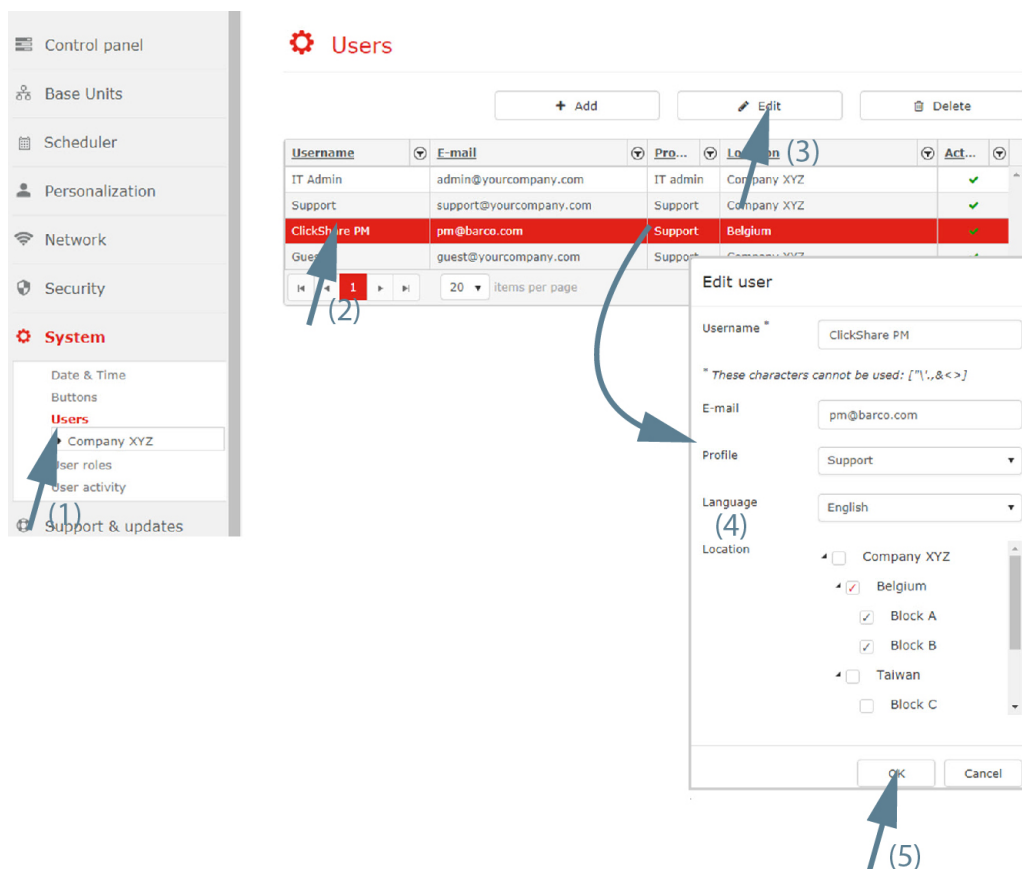 Control panel
Base Units
Scheduler
Personalization
Network
Security
System
Date & Time
Buttons
Users
Company XYZ
User roles
User activity
(1)
Support & updates
Users
+ Add
Edit
Delete
Username E-mail Pro... Location Act...
(3)
IT Admin admin@yourcompany.com IT admin Company XYZ
Support support@yourcompany.com Support Company XYZ
ClickShare PM pm@barco.com Support Belgium
Guest guest@yourcompany.com Support Company XYZ
1 20 items per page
(2)
Edit user
Username * ClickShare PM
* These characters cannot be used: ["\'.,&<>]
E-mail pm@barco.com
Profile Support
Language English
(4)
Location
Company XYZ
Belgium
Block A
Block B
Taiwan
Block C
OK Cancel
(5)